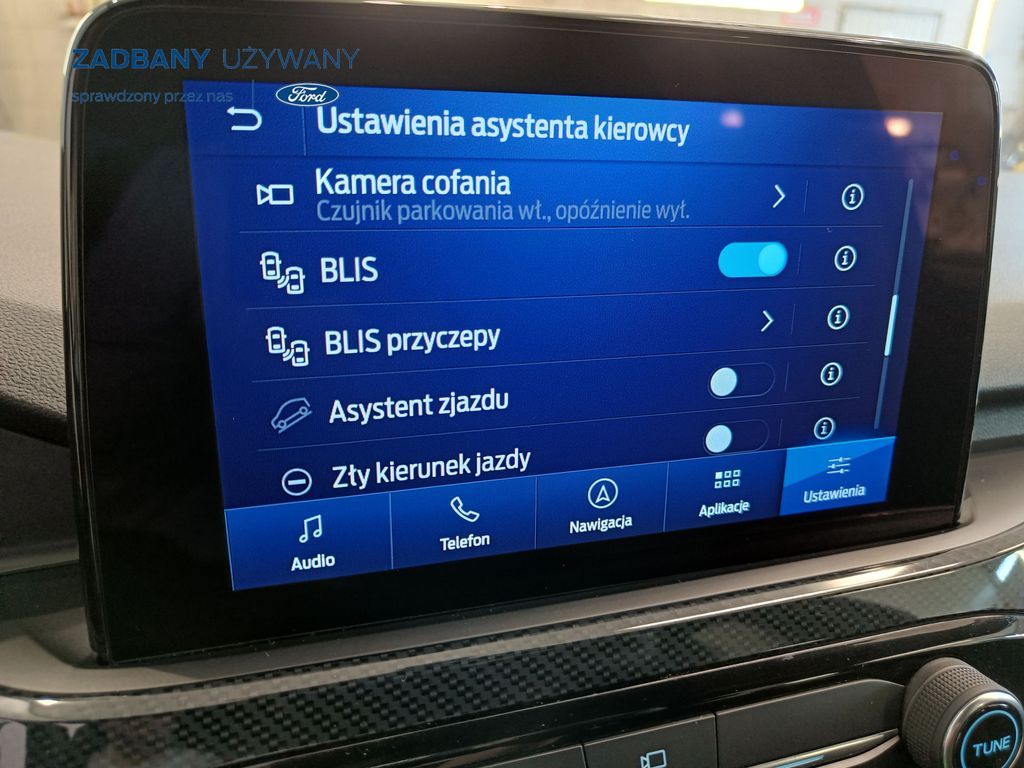 ZADBANY UŻYWANY
sprawdzony przez nas
Ford
Ustawienia asystenta kierowcy
Kamera cofania
Czujnik parkowania wł., opóźnienie wył.
BLIS
BLIS przyczepy
Asystent zjazdu
Zły kierunek jazdy
Audio
Telefon
Nawigacja
Aplikacje
Ustawienia
TUNE